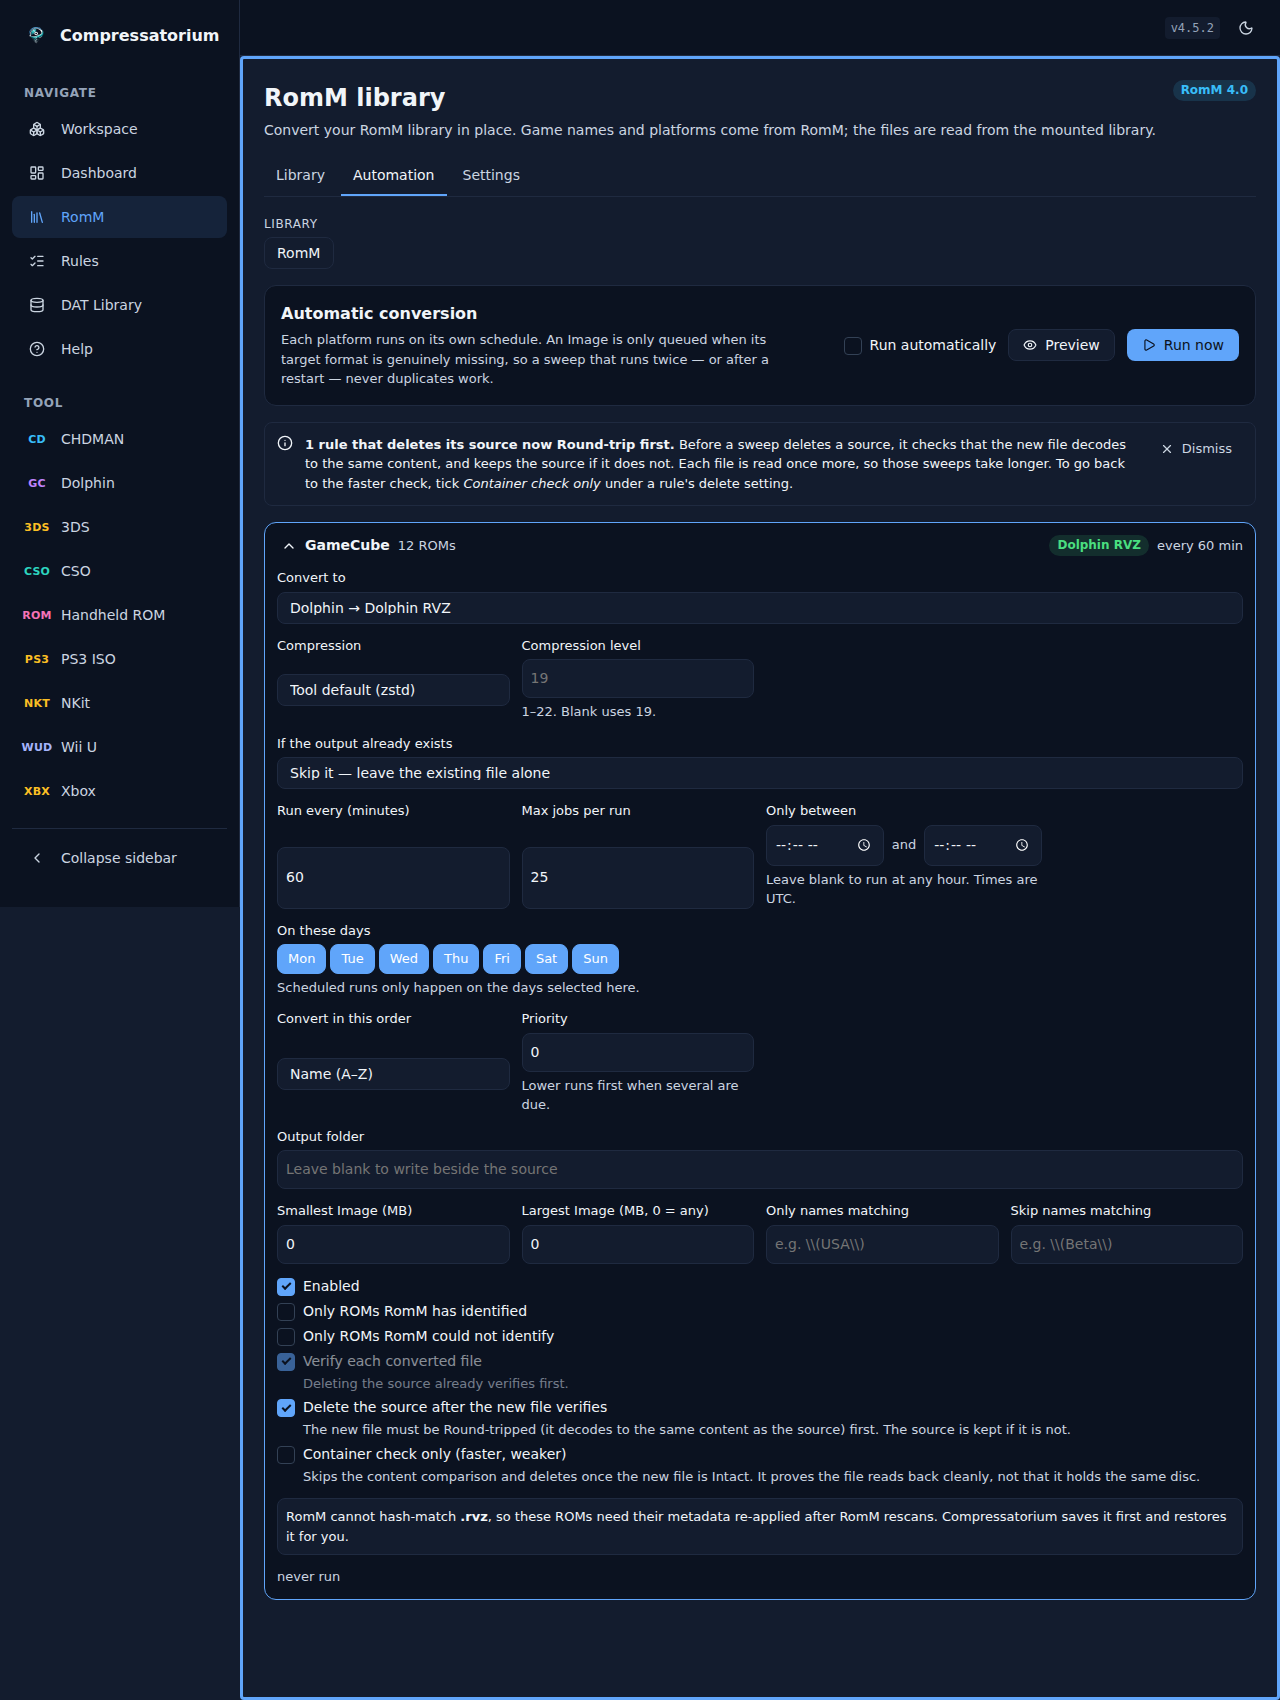 Compressatorium
v4.5.2
NAVIGATE
Workspace
Dashboard
RomM
Rules
DAT Library
Help
TOOL
CD CHDMAN
GC Dolphin
3DS 3DS
CSO CSO
ROM Handheld ROM
PS3 PS3 ISO
NKT NKit
WUD Wii U
XBX Xbox
Collapse sidebar
RomM library
RomM 4.0
Convert your RomM library in place. Game names and platforms come from RomM; the files are read from the mounted library.
Library Automation Settings
LIBRARY
RomM
Automatic conversion
Each platform runs on its own schedule. An Image is only queued when its
target format is genuinely missing, so a sweep that runs twice — or after a
restart — never duplicates work.
Run automatically Preview Run now
1 rule that deletes its source now Round-trip first. Before a sweep deletes a source, it checks that the new file decodes
to the same content, and keeps the source if it does not. Each file is read once more, so those sweeps take longer. To go back
to the faster check, tick Container check only under a rule's delete setting.
Dismiss
GameCube 12 ROMs
Dolphin RVZ every 60 min
Convert to
Dolphin → Dolphin RVZ
Compression Compression level
Tool default (zstd) 19
1–22. Blank uses 19.
If the output already exists
Skip it — leave the existing file alone
Run every (minutes) Max jobs per run Only between
60 25 --:-- -- and --:-- --
Leave blank to run at any hour. Times are
UTC.
On these days
Mon Tue Wed Thu Fri Sat Sun
Scheduled runs only happen on the days selected here.
Convert in this order Priority
Name (A–Z) 0
Lower runs first when several are
due.
Output folder
Leave blank to write beside the source
Smallest Image (MB) Largest Image (MB, 0 = any) Only names matching Skip names matching
0 0 e.g. \\(USA\\) e.g. \\(Beta\\)
Enabled
Only ROMs RomM has identified
Only ROMs RomM could not identify
Verify each converted file
Deleting the source already verifies first.
Delete the source after the new file verifies
The new file must be Round-tripped (it decodes to the same content as the source) first. The source is kept if it is not.
Container check only (faster, weaker)
Skips the content comparison and deletes once the new file is Intact. It proves the file reads back cleanly, not that it holds the same disc.
RomM cannot hash-match .rvz, so these ROMs need their metadata re-applied after RomM rescans. Compressatorium saves it first and restores
it for you.
never run